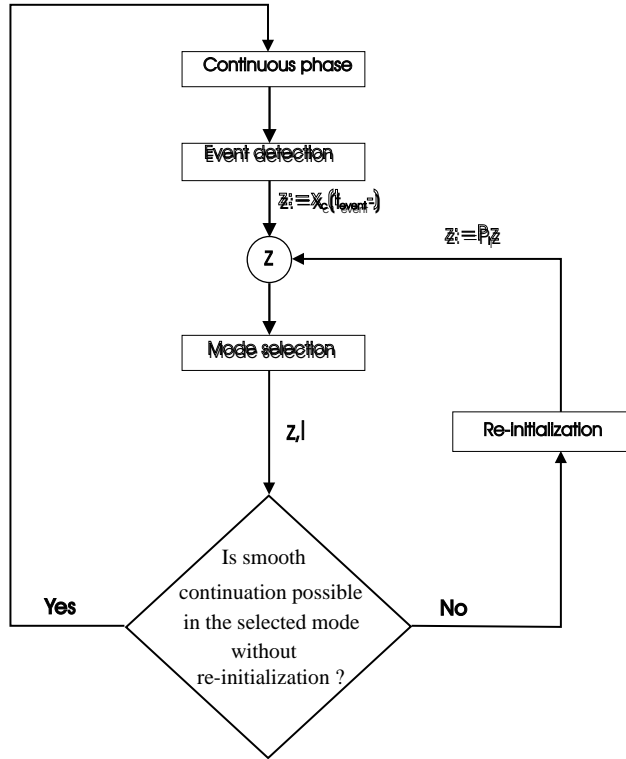 Continuous phase
Event detection
z:=x_c(t_event-)
z:=P_I z
z
Mode selection
z,I
Re-initialization
Is smooth
continuation possible
in the selected mode
without
re-initialization ?
Yes
No